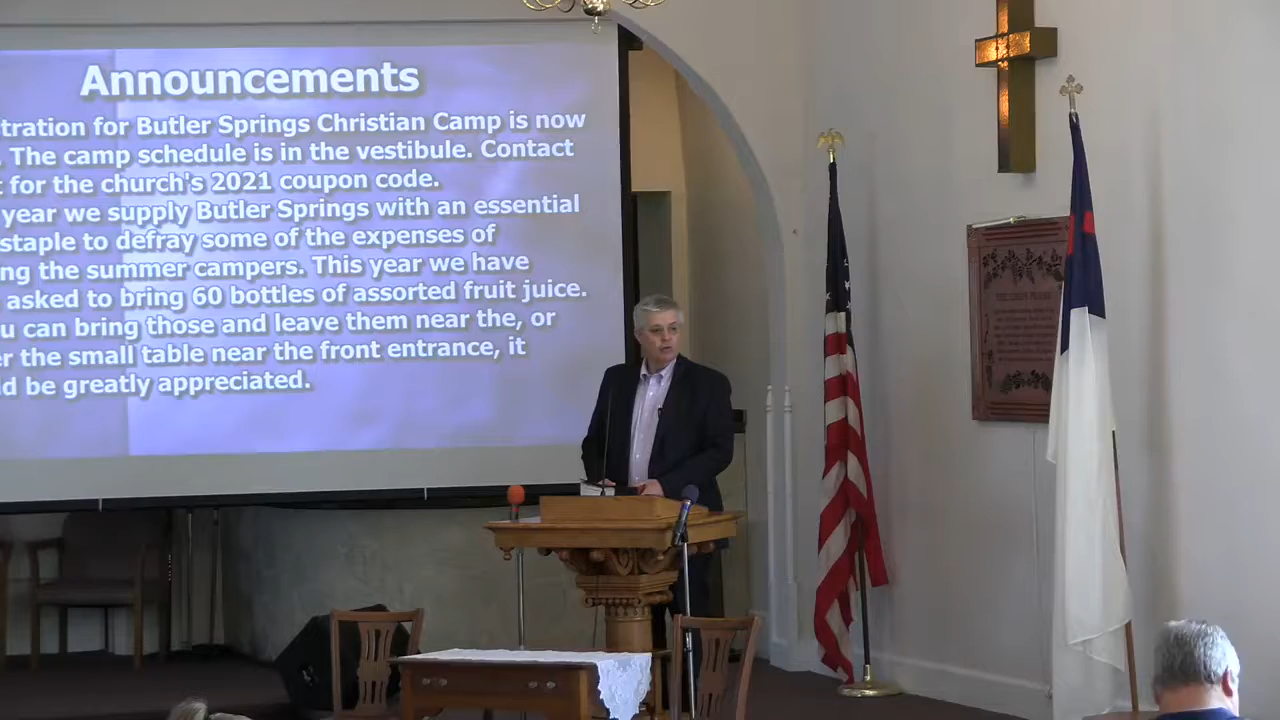 Announcements
tration for Butler Springs Christian Camp is now
. The camp schedule is in the vestibule. Contact
t for the church's 2021 coupon code.
year we supply Butler Springs with an essential
staple to defray some of the expenses of
ng the summer campers. This year we have
asked to bring 60 bottles of assorted fruit juice.
u can bring those and leave them near the, or
r the small table near the front entrance, it
ld be greatly appreciated.
THE LORD'S PRAYER